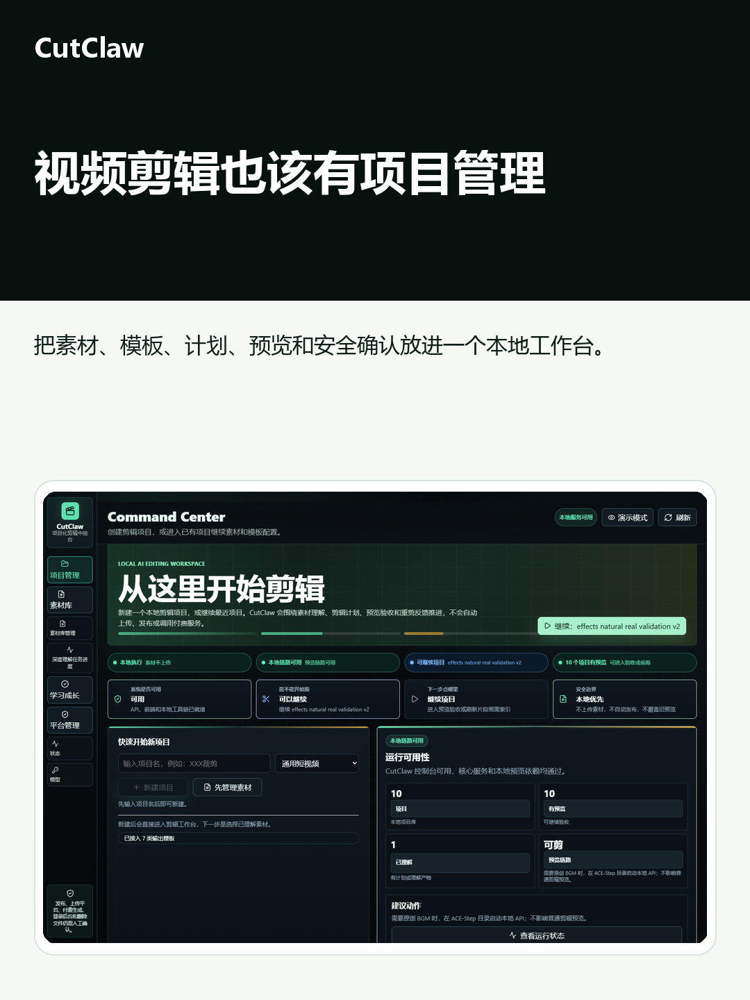 CutClaw
视频剪辑也该有项目管理
把素材、模板、计划、预览和安全确认放进一个本地工作台。
CutClaw
项目化剪辑中控
台
项目管理
素材库
素材库管理
深度理解任务进
度
学习成长
平台管理
状态
模型
发布、上传平
台、付费生成、
登录后台和删除
文件仍需人工确
认。
Command Center
创建剪辑项目，或进入已有项目继续素材和模板配置。
本地服务可用
演示模式
刷新
LOCAL AI EDITING WORKSPACE
从这里开始剪辑
新建一个本地剪辑项目，或继续最近项目。CutClaw 会围绕素材理解、剪辑计划、预览验收和重剪反馈推进，不会自动
上传、发布或调用付费服务。
继续：effects natural real validation v2
本地执行 素材不上传
本地链路可用 预览链路可用
可继续项目 effects natural real validation v2
10 个项目有预览 可进入验收或重剪
系统是否可用
可用
API、前端和本地工具链已就绪
能不能开始剪
可以继续
继续 effects natural real validation v2
下一步点哪里
继续项目
进入预览验收或刷新片段画面索引
安全边界
本地优先
不上传素材，不自动发布，不覆盖旧预览
快速开始新项目
输入项目名，例如：XXX裁剪
通用短视频
新建项目
先管理素材
先输入项目名后即可新建。
新建后会直接进入剪辑工作台，下一步是选择已理解素材。
已接入 7 类输出模板
本地链路可用
运行可用性
CutClaw 控制台可用，核心服务和本地预览依赖均通过。
10
项目
本地项目库
10
有预览
可继续验收
1
已理解
有计划或理解产物
可剪
预览链路
需要原创 BGM 时，在 ACE-Step 目录启动本地 API；不影响普
通剪辑预览。
建议动作
需要原创 BGM 时，在 ACE-Step 目录启动本地 API；不影响普通剪辑预览。
查看运行状态